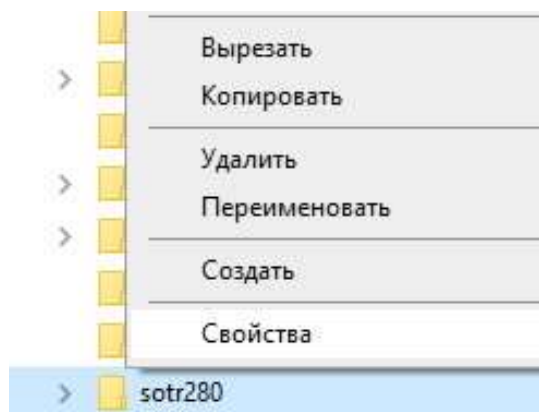 Вырезать
Копировать
Удалить
Переименовать
Создать
Свойства
sotr280